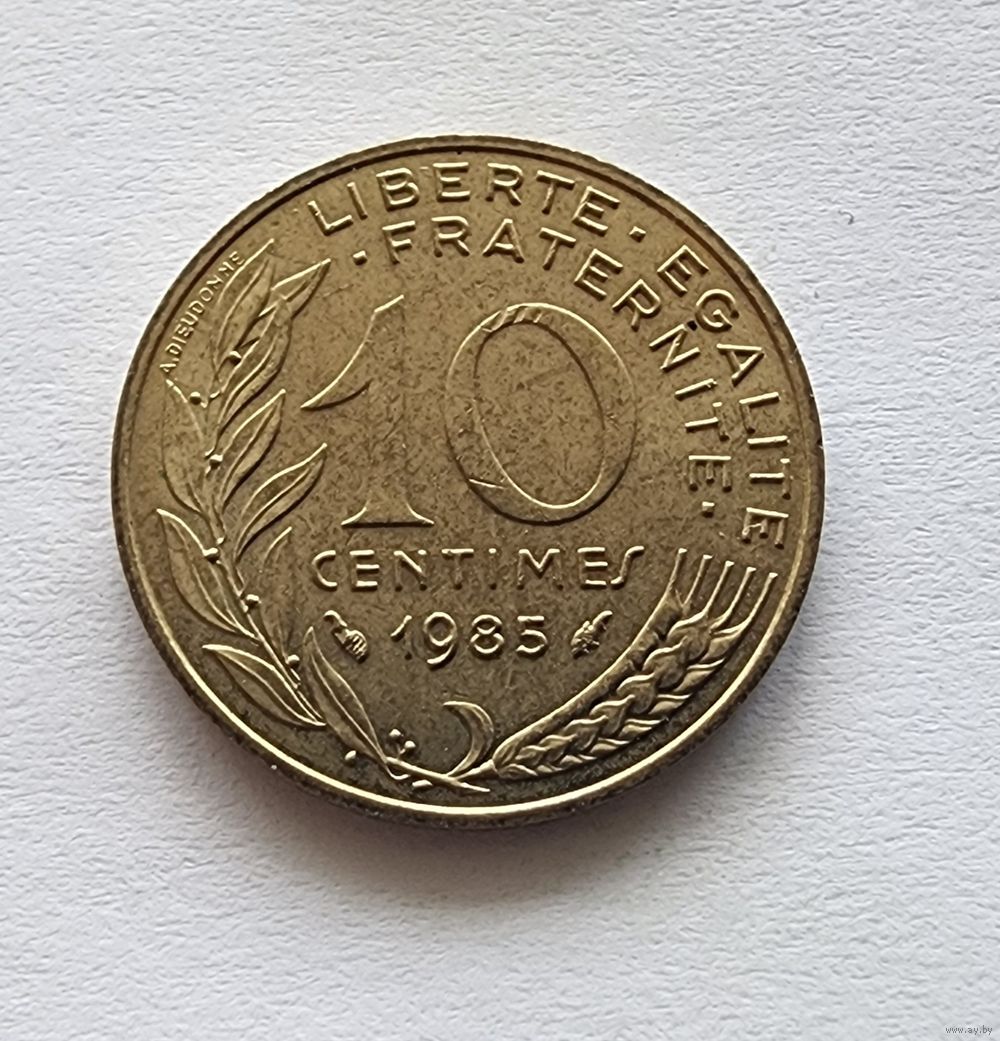 LIBERTE · EGALITE
· FRATERNITE ·
A.DIEUDONNE
10
CENTIMES
1985
www.ay.by